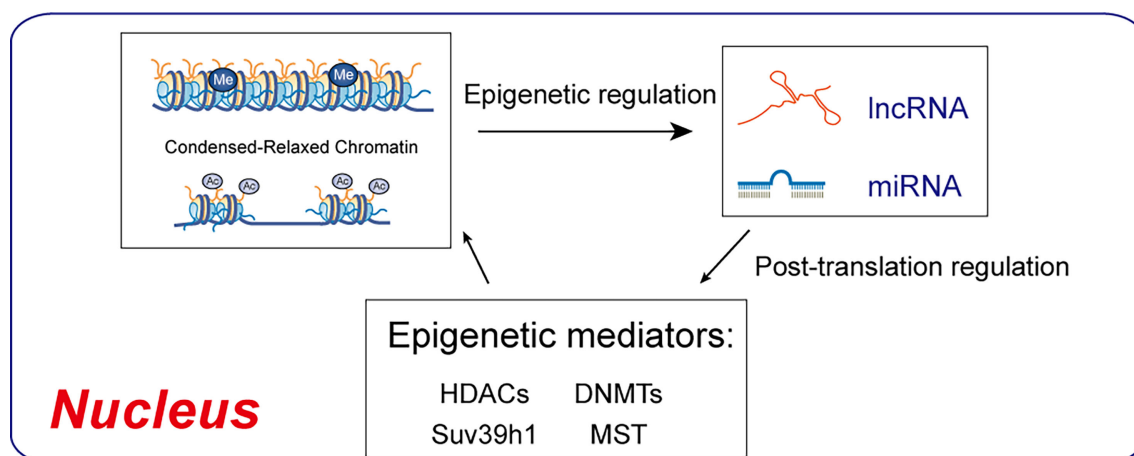 Me
Me
Condensed-Relaxed Chromatin
Ac
Ac
Ac
Ac
Epigenetic regulation
lncRNA
miRNA
Post-translation regulation
Epigenetic mediators:
HDACs DNMTs
Suv39h1 MST
Nucleus